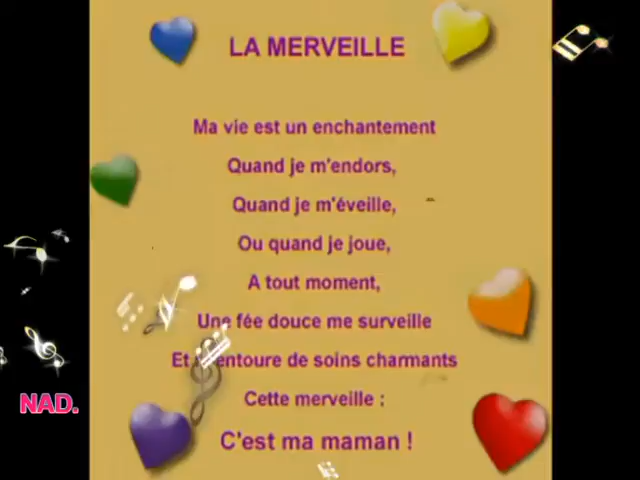 LA MERVEILLE
Ma vie est un enchantement
Quand je m'endors,
Quand je m'éveille,
Ou quand je joue,
A tout moment,
Une fée douce me surveille
Et entoure de soins charmants
Cette merveille :
C'est ma maman !
NAD.